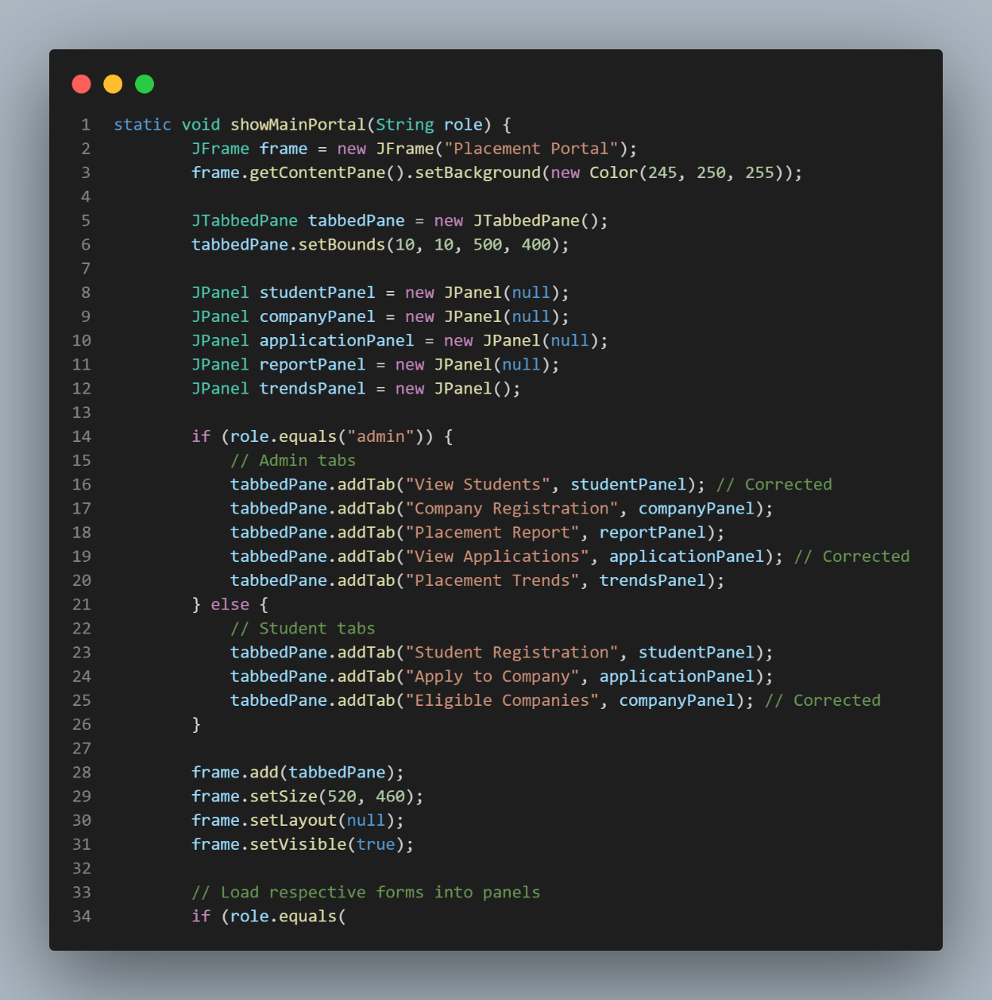 1 static void showMainPortal(String role) {
2         JFrame frame = new JFrame("Placement Portal");
3         frame.getContentPane().setBackground(new Color(245, 250, 255));
4
5         JTabbedPane tabbedPane = new JTabbedPane();
6         tabbedPane.setBounds(10, 10, 500, 400);
7
8         JPanel studentPanel = new JPanel(null);
9         JPanel companyPanel = new JPanel(null);
10         JPanel applicationPanel = new JPanel(null);
11         JPanel reportPanel = new JPanel(null);
12         JPanel trendsPanel = new JPanel();
13
14         if (role.equals("admin")) {
15             // Admin tabs
16             tabbedPane.addTab("View Students", studentPanel); // Corrected
17             tabbedPane.addTab("Company Registration", companyPanel);
18             tabbedPane.addTab("Placement Report", reportPanel);
19             tabbedPane.addTab("View Applications", applicationPanel); // Corrected
20             tabbedPane.addTab("Placement Trends", trendsPanel);
21         } else {
22             // Student tabs
23             tabbedPane.addTab("Student Registration", studentPanel);
24             tabbedPane.addTab("Apply to Company", applicationPanel);
25             tabbedPane.addTab("Eligible Companies", companyPanel); // Corrected
26         }
27
28         frame.add(tabbedPane);
29         frame.setSize(520, 460);
30         frame.setLayout(null);
31         frame.setVisible(true);
32
33         // Load respective forms into panels
34         if (role.equals(